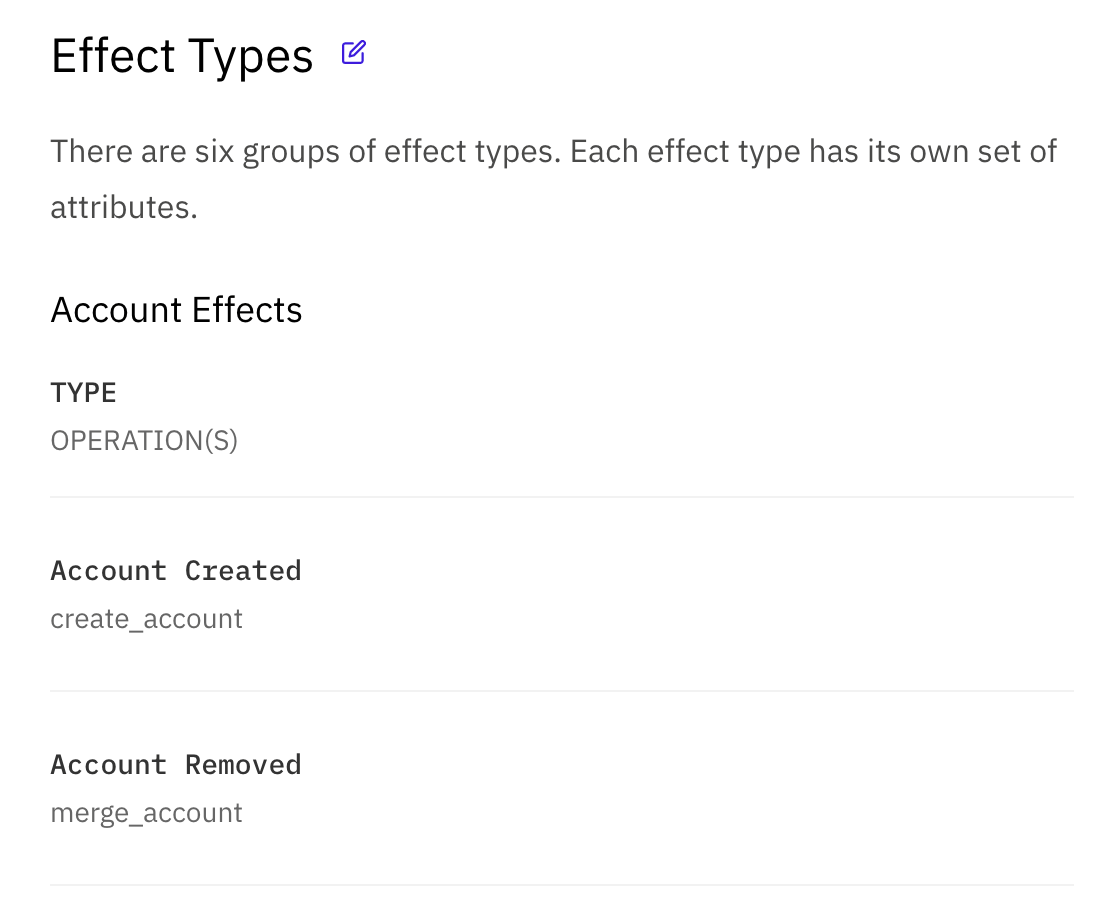 Effect Types
There are six groups of effect types. Each effect type has its own set of
attributes.
Account Effects
TYPE
OPERATION(S)
Account Created
create_account
Account Removed
merge_account